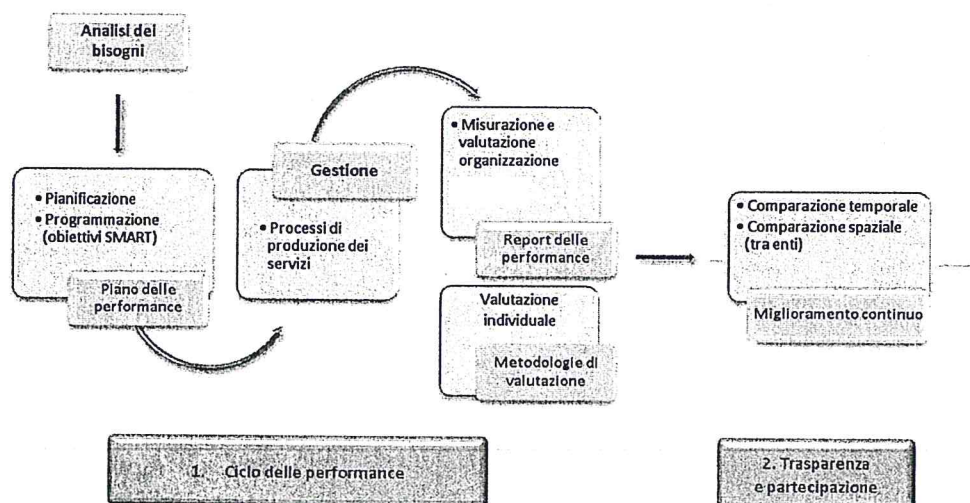 Analisi dei
bisogni
• Pianificazione
• Programmazione
(obiettivi SMART)
Piano delle
performance
Gestione
• Processi di
produzione dei
servizi
• Misurazione e
valutazione
organizzazione
Report delle
performance
Valutazione
individuale
Metodologie di
valutazione
• Comparazione temporale
• Comparazione spaziale
(tra enti)
Miglioramento continuo
1. Ciclo delle performance
2. Trasparenza
e partecipazione